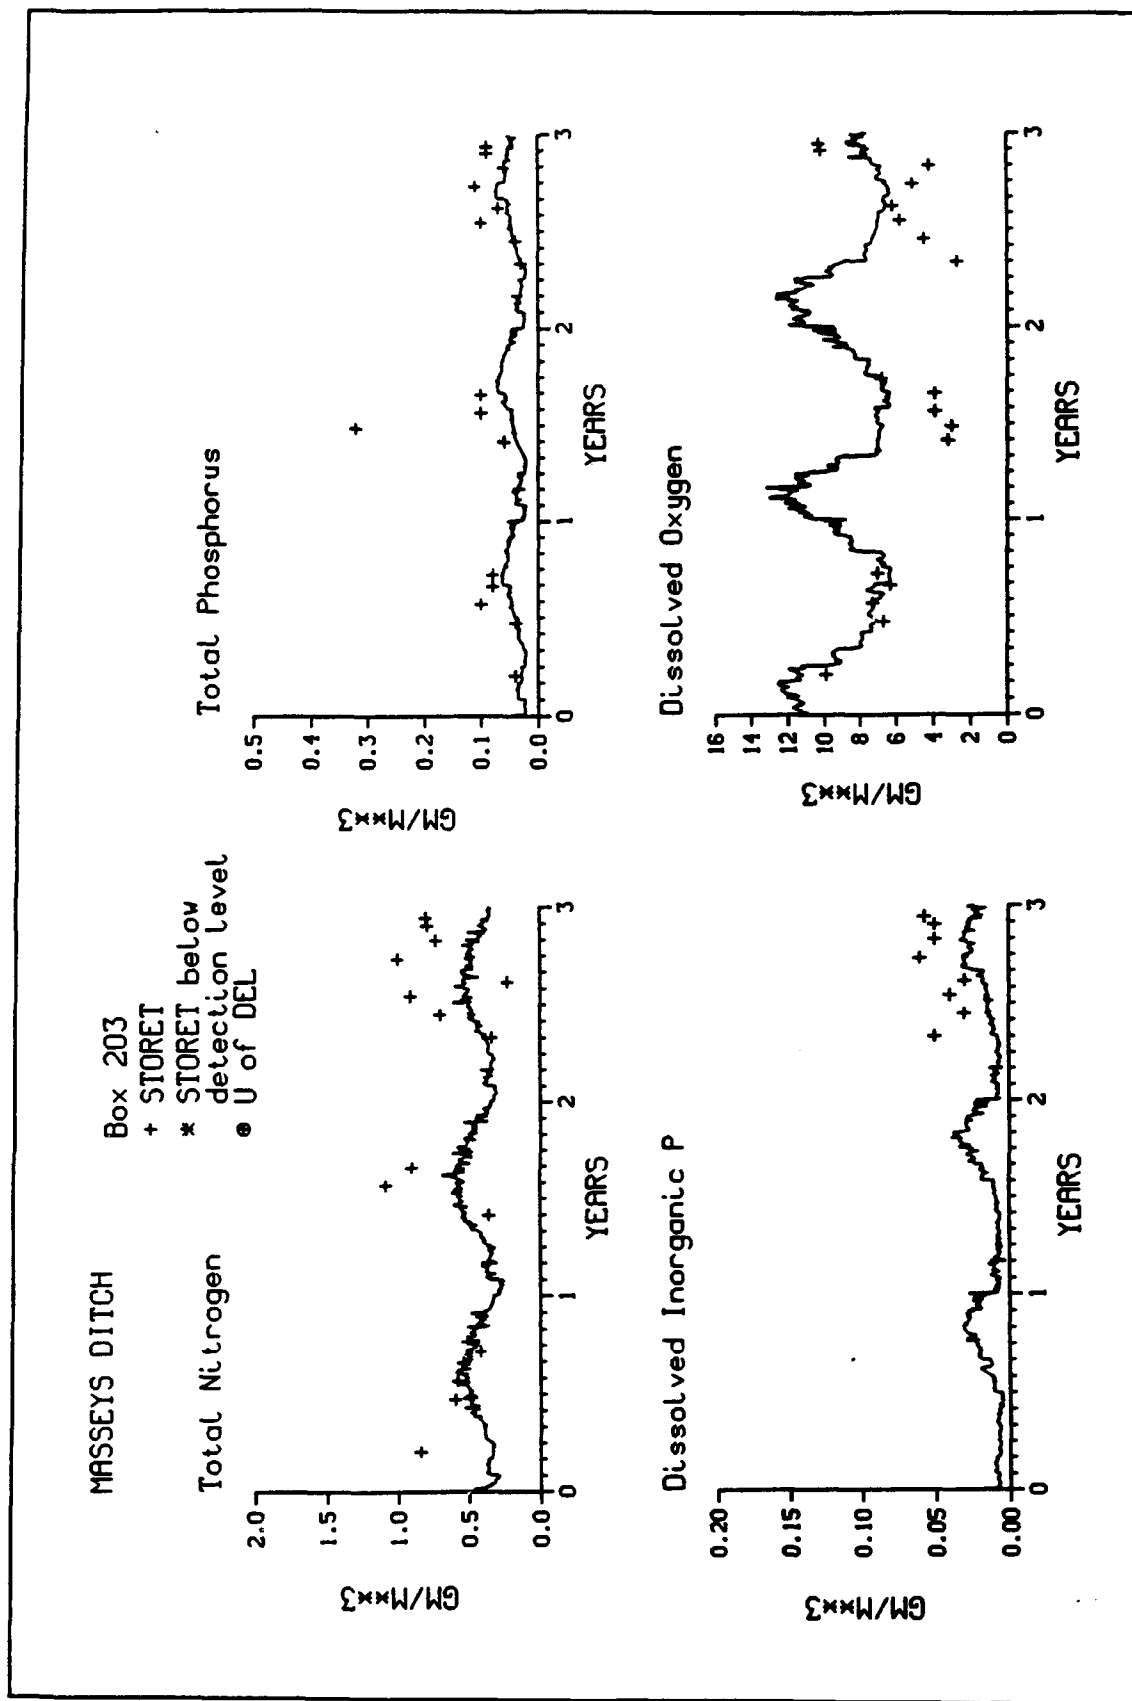 MASSEYS DITCH
Box 203
+ STORET
* STORET below
detection level
⊕ U of DEL
Total Nitrogen
GM/M**3
2.0
1.5
1.0
0.5
0.0
0
1
2
3
YEARS
Total Phosphorus
GM/M**3
0.5
0.4
0.3
0.2
0.1
0.0
0
1
2
3
YEARS
Dissolved Inorganic P
GM/M**3
0.20
0.15
0.10
0.05
0.00
0
1
2
3
YEARS
Dissolved Oxygen
GM/M**3
16
14
12
10
8
6
4
2
0
0
1
2
3
YEARS